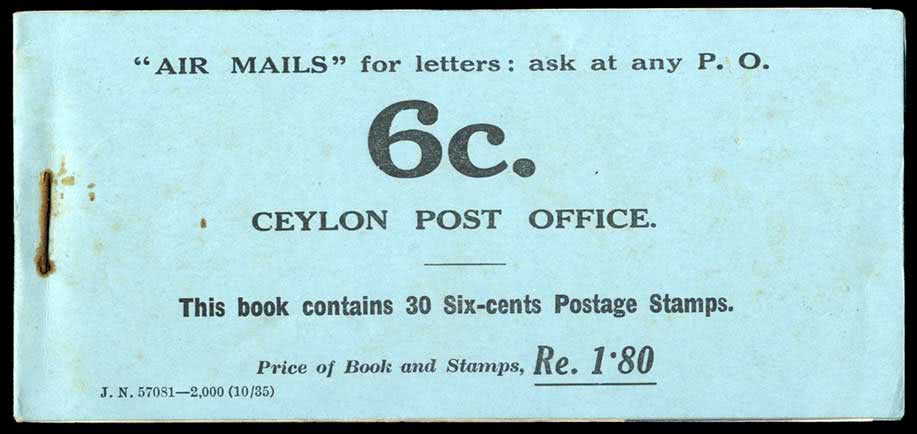 “AIR MAILS” for letters: ask at any P. O.
6c.
CEYLON POST OFFICE.
This book contains 30 Six-cents Postage Stamps.
Price of Book and Stamps, Re. 1·80
J. N. 57081—2,000 (10/35)